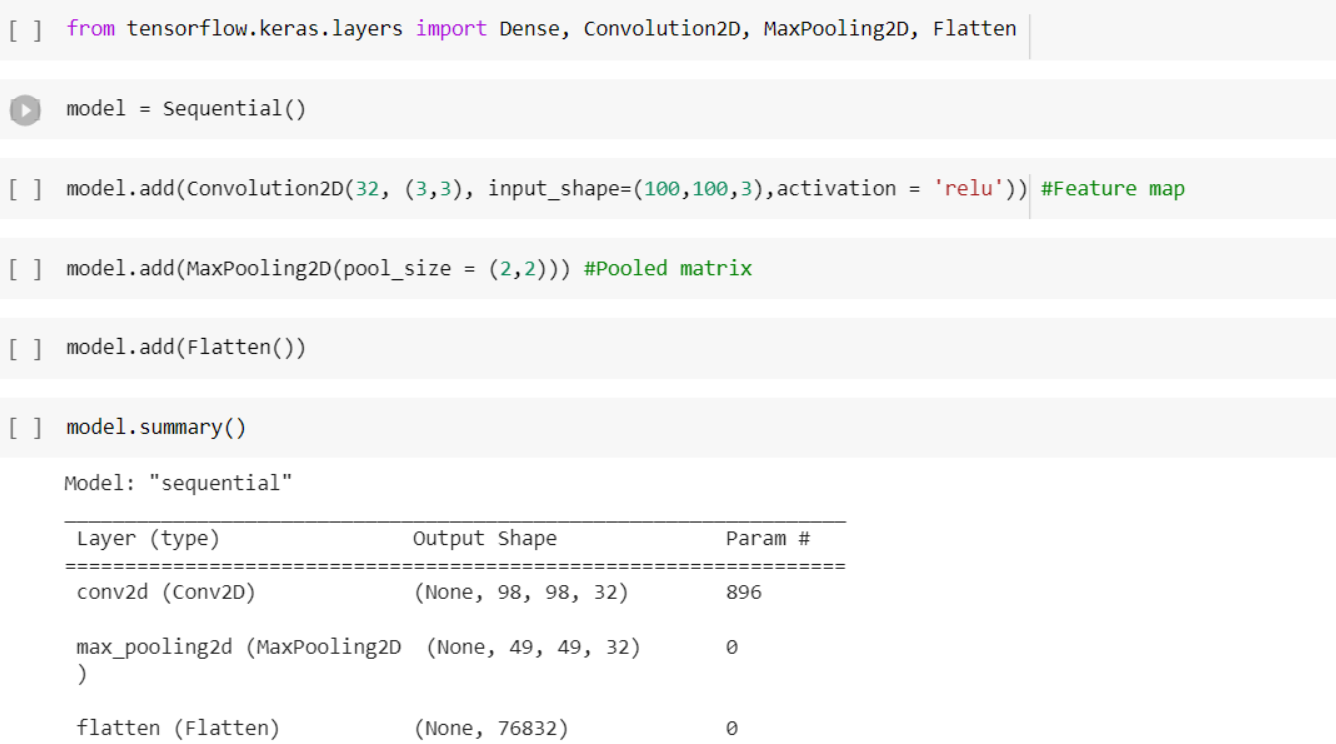 [ ] from tensorflow.keras.layers import Dense, Convolution2D, MaxPooling2D, Flatten
model = Sequential()
[ ] model.add(Convolution2D(32, (3,3), input_shape=(100,100,3),activation = 'relu')) #Feature map
[ ] model.add(MaxPooling2D(pool_size = (2,2))) #Pooled matrix
[ ] model.add(Flatten())
[ ] model.summary()
Model: "sequential"
_________________________________________________________________
Layer (type) Output Shape Param #
=================================================================
conv2d (Conv2D) (None, 98, 98, 32) 896
max_pooling2d (MaxPooling2D (None, 49, 49, 32) 0
)
flatten (Flatten) (None, 76832) 0